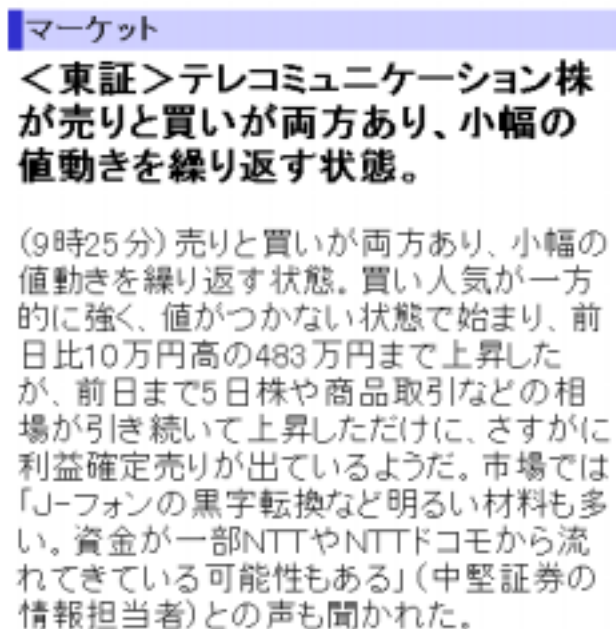 マーケット
＜東証＞テレコミュニケーション株
が売りと買いが両方あり、小幅の
値動きを繰り返す状態。
(9時25分)売りと買いが両方あり、小幅の
値動きを繰り返す状態。買い人気が一方
的に強く、値がつかない状態で始まり、前
日比10万円高の483万円まで上昇した
が、前日まで5日株や商品取引などの相
場が引き続いて上昇しただけに、さすがに
利益確定売りが出ているようだ。市場では
「J-フォンの黒字転換など明るい材料も多
い。資金が一部NTTやNTTドコモから流
れてきている可能性もある」(中堅証券の
情報担当者)との声も聞かれた。